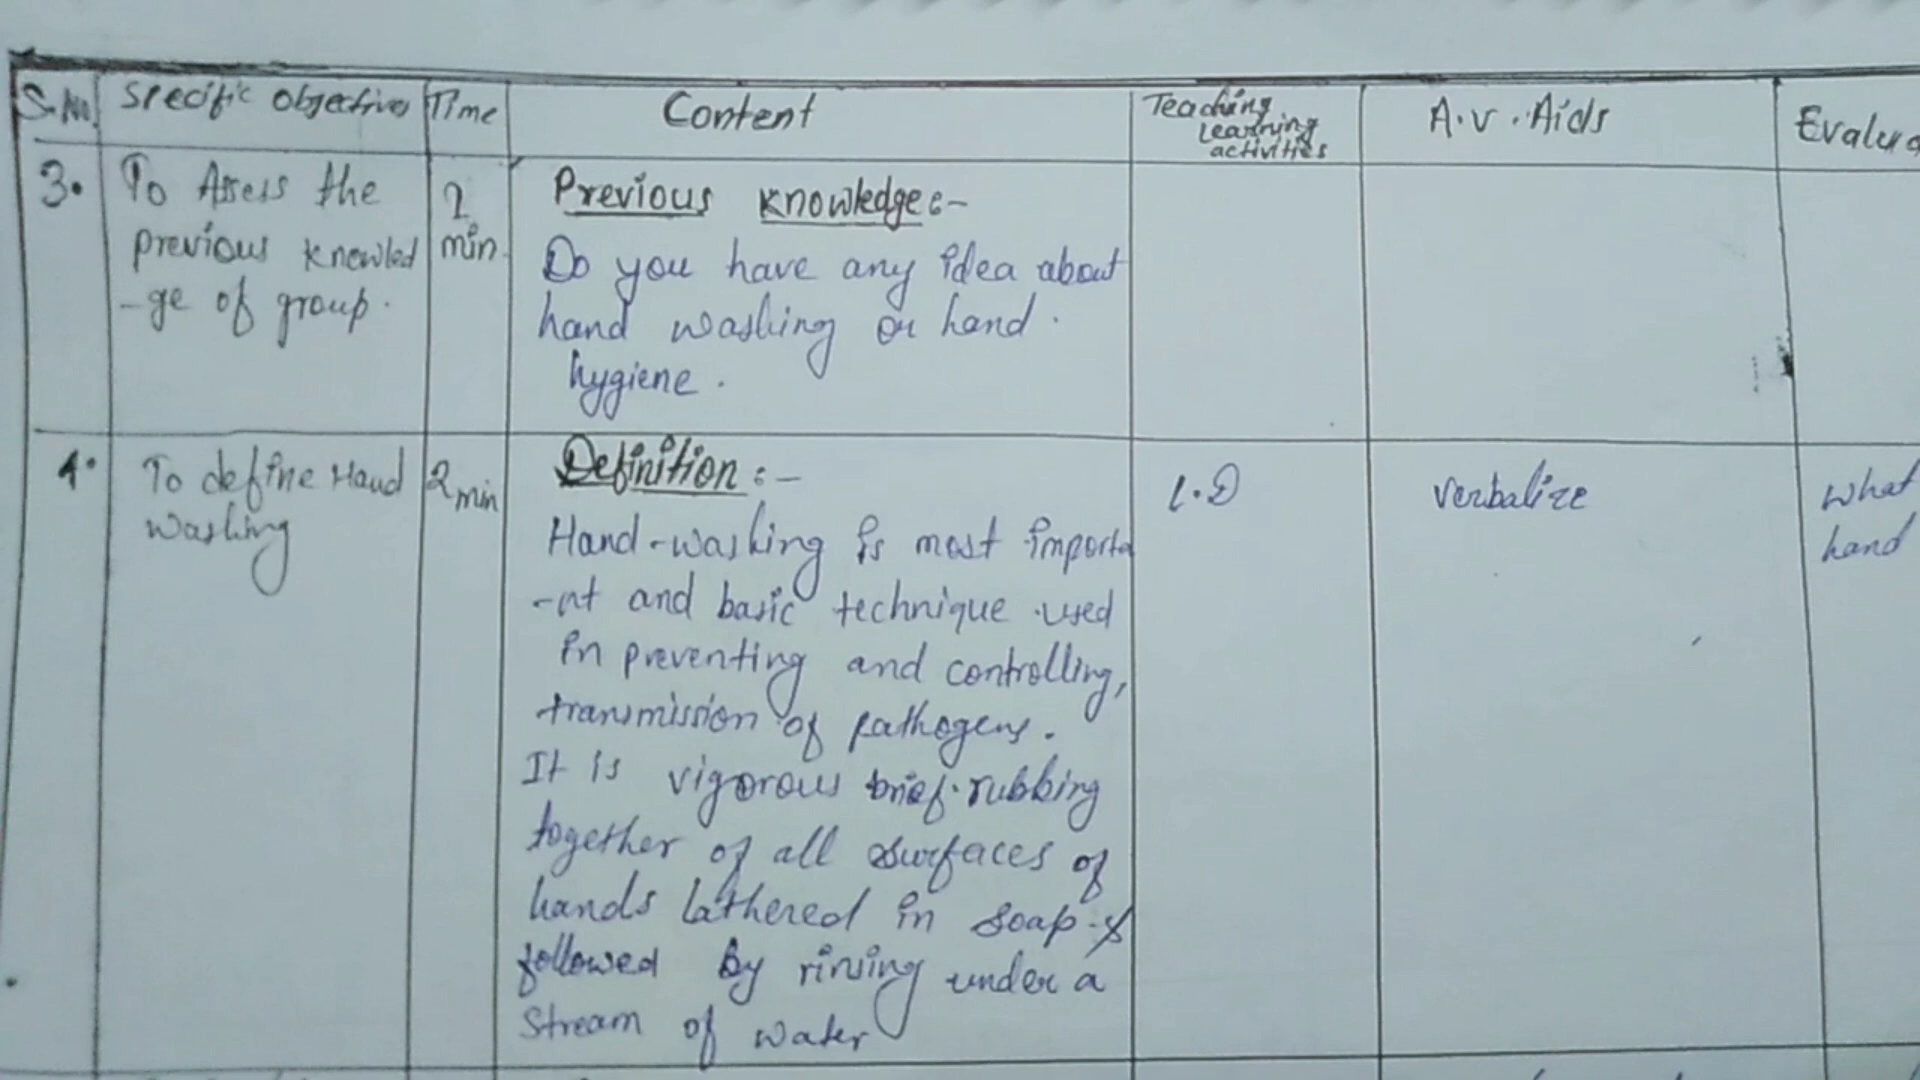 S.No.
Specific Objectives
Time
Content
Teaching
Learning
activities
A.V. Aids
3.
To Assess the
previous knowled
-ge of group.
2
min.
Previous knowledge:-
Do you have any idea about
hand washing or hand.
hygiene.
4.
To define Hand
Washing
2 min
Definition:-
Hand-washing is most importa
-nt and basic technique used
in preventing and controlling,
transmission of pathogens.
It is vigorous brief rubbing
together of all surfaces of
hands lathered in soap &
followed by rinsing under a
Stream of water
L.D
Verbalize
What
hand